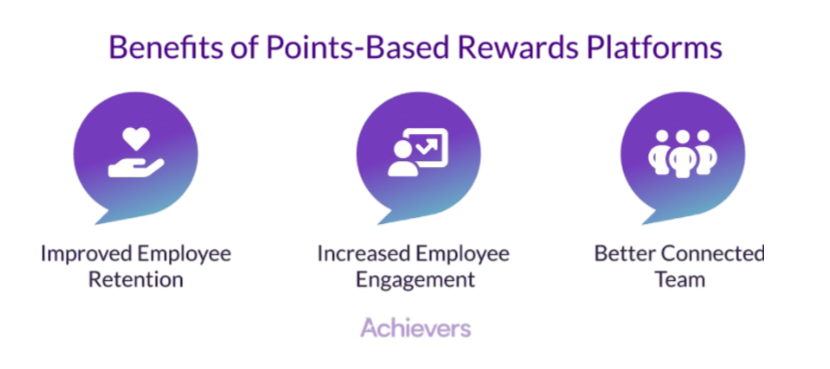 Benefits of Points-Based Rewards Platforms
Improved Employee
Retention
Increased Employee
Engagement
Better Connected
Team
Achievers